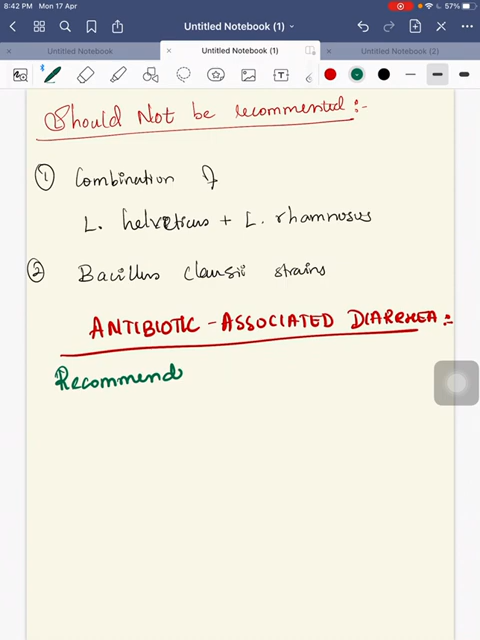 8:42 PM Mon 17 Apr 57%
Untitled Notebook (1)
Untitled Notebook Untitled Notebook (1) Untitled Notebook (2)
Should Not be recommented :-
1 Combination of
L. helveticus + L. rhamnosus
2 Bacillus clausii strains
ANTIBIOTIC - ASSOCIATED DIARRHEA :-
Recommend